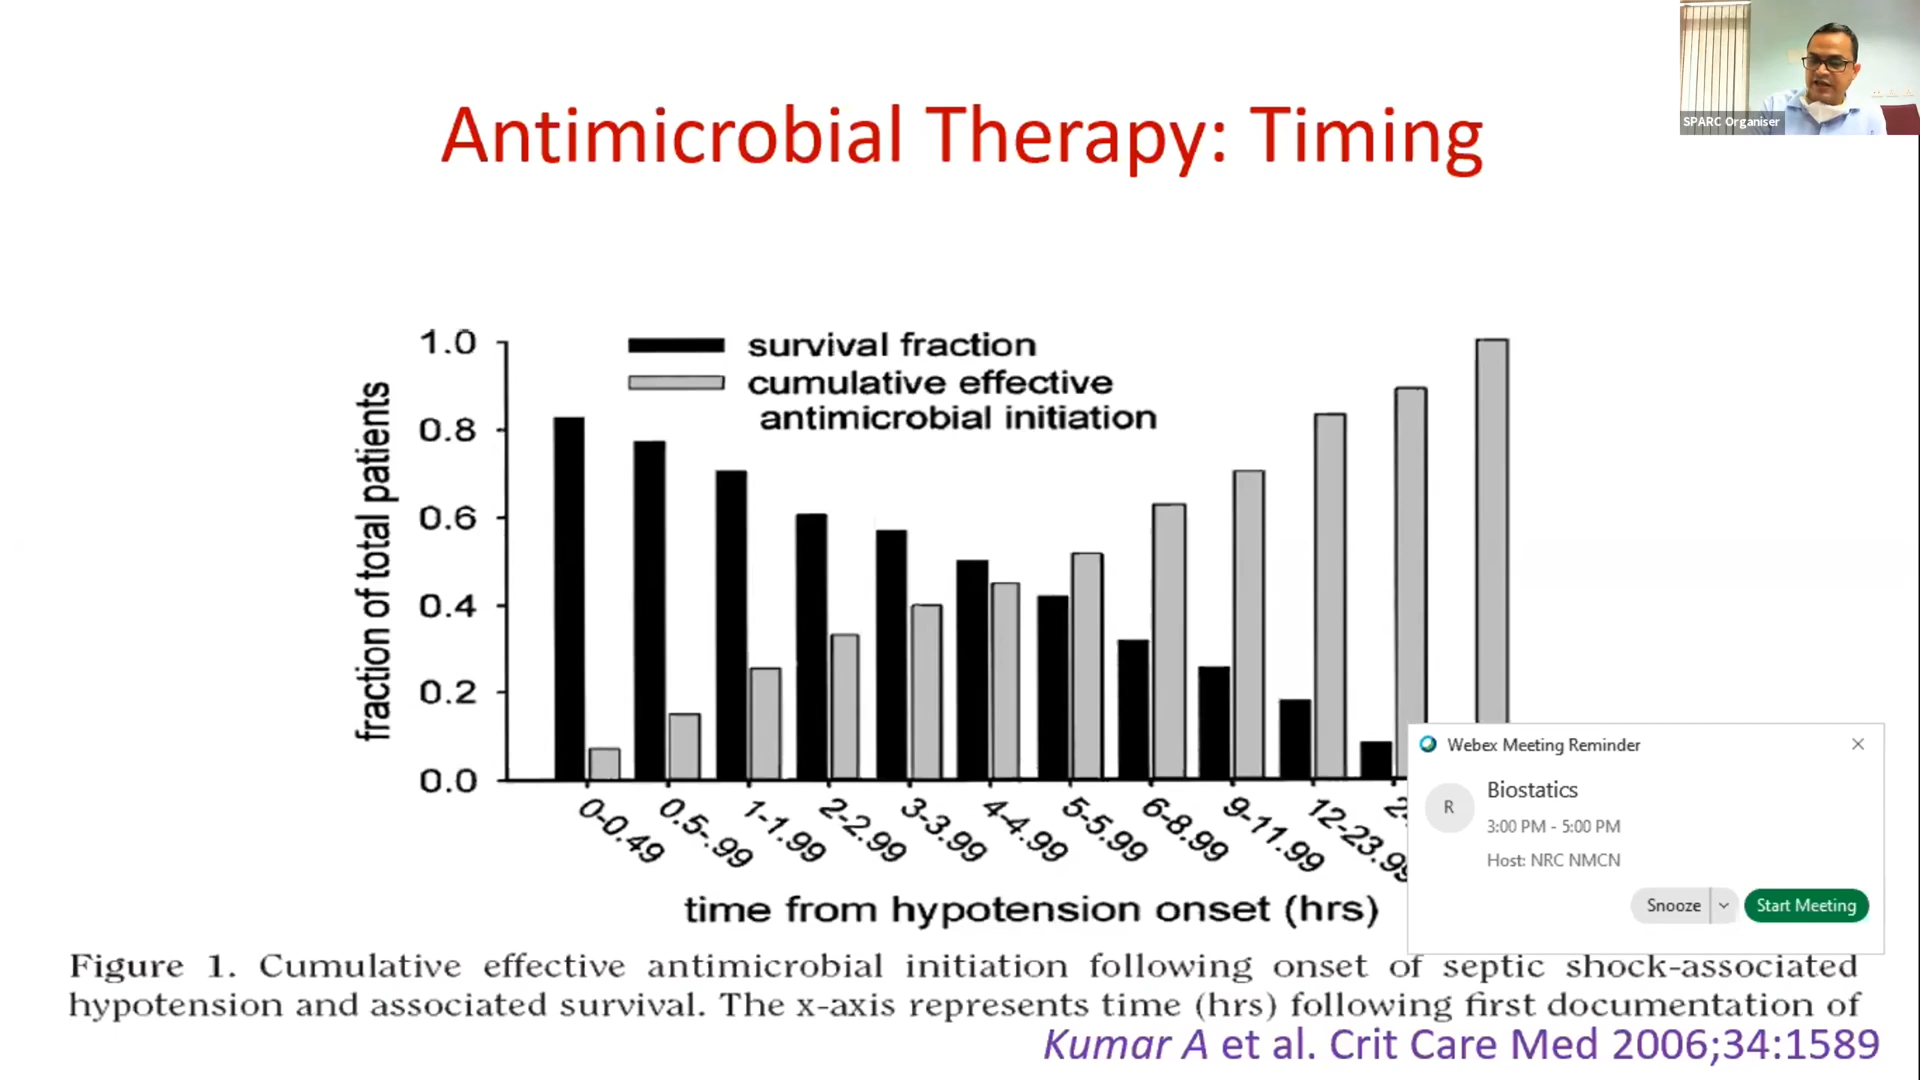 SPARC Organiser
Antimicrobial Therapy: Timing
survival fraction
cumulative effective
antimicrobial initiation
fraction of total patients
1.0
0.8
0.6
0.4
0.2
0.0
0-0.49
0.5-.99
1-1.99
2-2.99
3-3.99
4-4.99
5-5.99
6-8.99
9-11.99
12-23.99
time from hypotension onset (hrs)
Webex Meeting Reminder
R
Biostatics
3:00 PM - 5:00 PM
Host: NRC NMCN
Snooze
Start Meeting
Figure 1. Cumulative effective antimicrobial initiation following onset of septic shock-associated
hypotension and associated survival. The x-axis represents time (hrs) following first documentation of
Kumar A et al. Crit Care Med 2006;34:1589